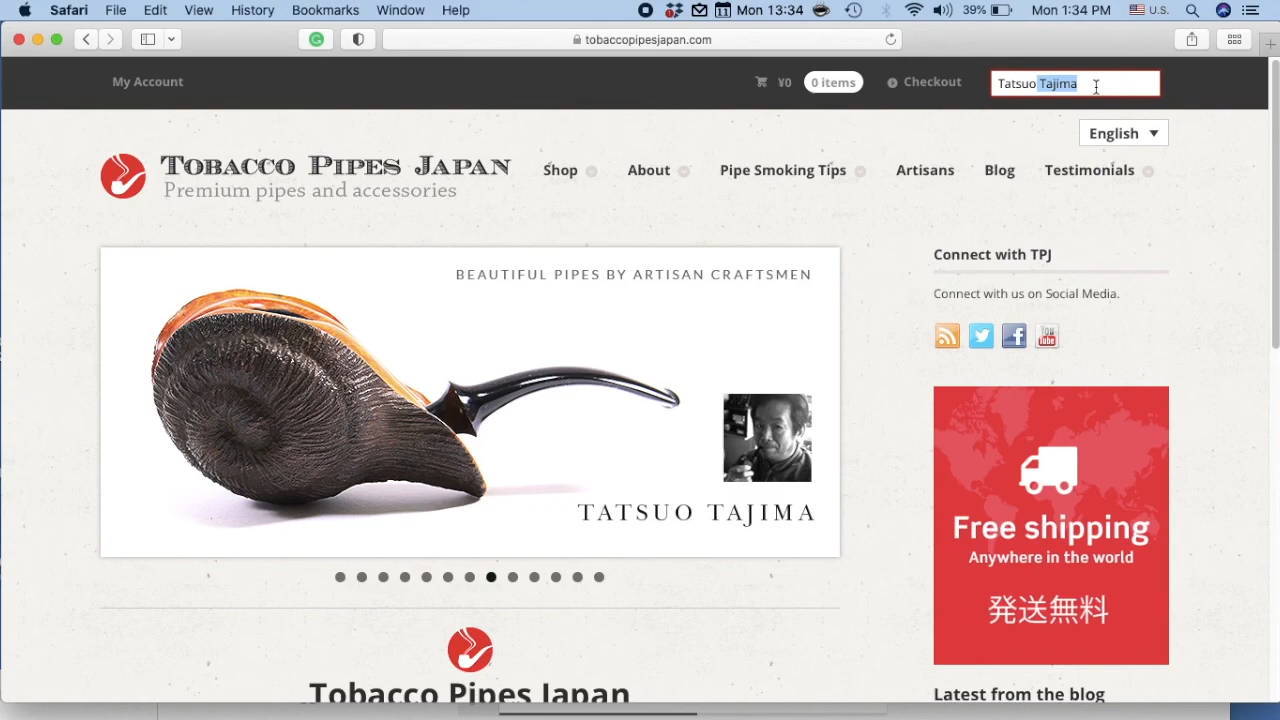 Safari File Edit View History Bookmarks Window Help
11 Mon 13:34 39% Mon 1:34 PM U.S.
tobaccopipesjapan.com
My Account
¥0 0 items Checkout
Tatsuo Tajima
English
Tobacco Pipes Japan
Premium pipes and accessories
Shop About Pipe Smoking Tips Artisans Blog Testimonials
BEAUTIFUL PIPES BY ARTISAN CRAFTSMEN
TATSUO TAJIMA
Tobacco Pipes Japan
Connect with TPJ
Connect with us on Social Media.
You Tube
Free shipping
Anywhere in the world
発送無料
Latest from the blog